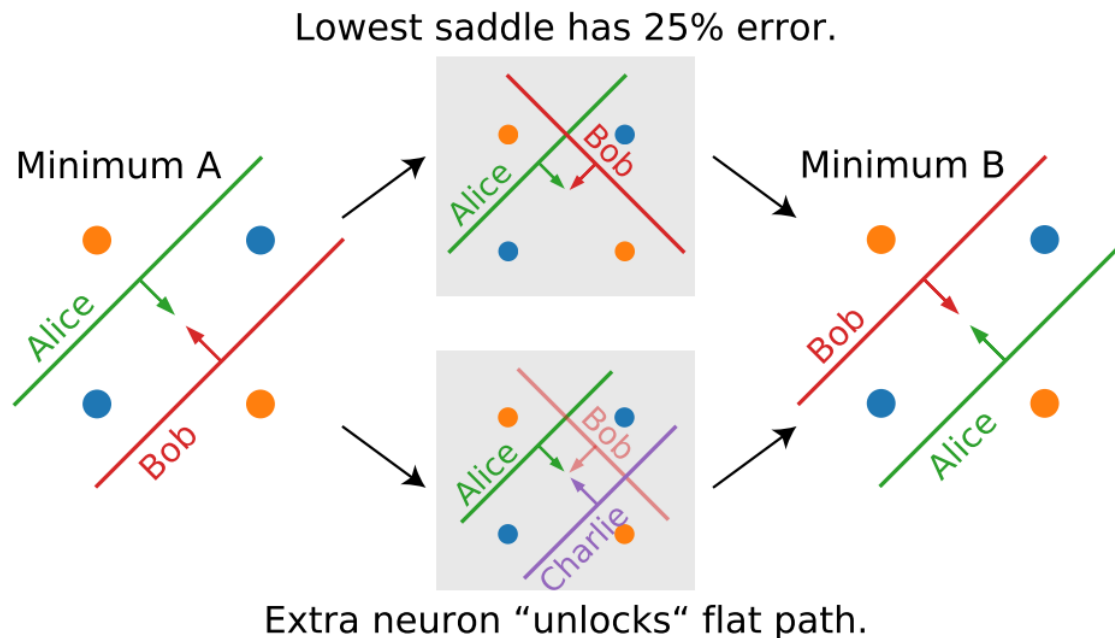 Lowest saddle has 25% error.
Minimum A
Alice
Bob
Alice
Bob
Alice
Bob
Charlie
Minimum B
Bob
Alice
Extra neuron “unlocks“ flat path.